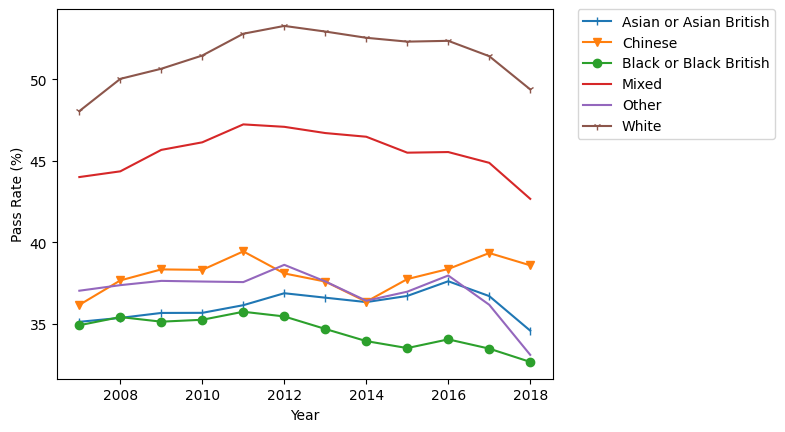 Asian or Asian British
Chinese
Black or Black British
Mixed
Other
White
Pass Rate (%)
50
45
40
35
2008 2010 2012 2014 2016 2018
Year